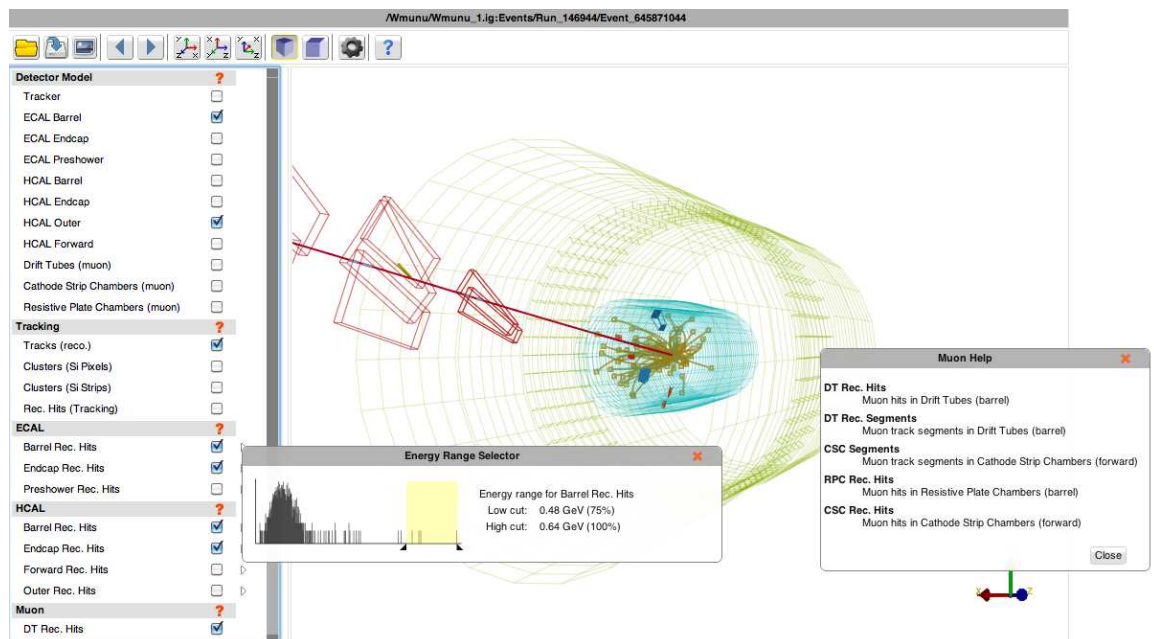 /Wmunu/Wmunu_1.ig:Events/Run_146944/Event_645871044
Detector Model ?
Tracker
ECAL Barrel
ECAL Endcap
ECAL Preshower
HCAL Barrel
HCAL Endcap
HCAL Outer
HCAL Forward
Drift Tubes (muon)
Cathode Strip Chambers (muon)
Resistive Plate Chambers (muon)
Tracking ?
Tracks (reco.)
Clusters (Si Pixels)
Clusters (Si Strips)
Rec. Hits (Tracking)
ECAL ?
Barrel Rec. Hits
Endcap Rec. Hits
Preshower Rec. Hits
HCAL ?
Barrel Rec. Hits
Endcap Rec. Hits
Forward Rec. Hits
Outer Rec. Hits
Muon ?
DT Rec. Hits
Energy Range Selector
Energy range for Barrel Rec. Hits
Low cut: 0.48 GeV (75%)
High cut: 0.64 GeV (100%)
Muon Help
DT Rec. Hits
Muon hits in Drift Tubes (barrel)
DT Rec. Segments
Muon track segments in Drift Tubes (barrel)
CSC Segments
Muon track segments in Cathode Strip Chambers (forward)
RPC Rec. Hits
Muon hits in Resistive Plate Chambers (barrel)
CSC Rec. Hits
Muon hits in Cathode Strip Chambers (forward)
Close